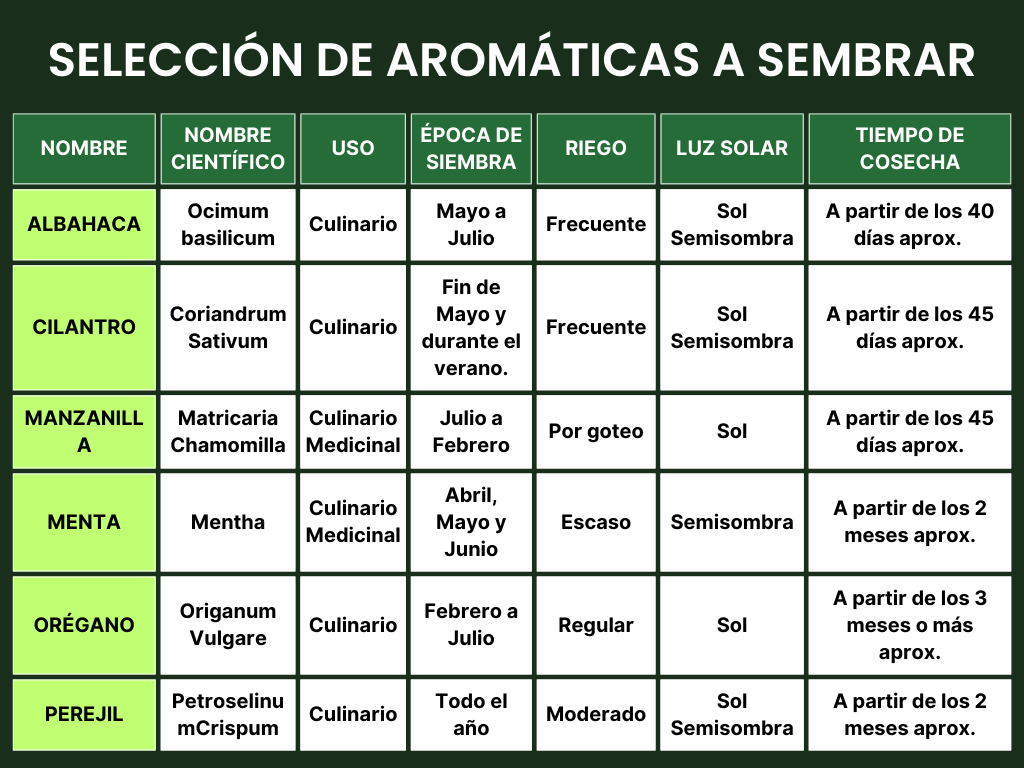 SELECCIÓN DE AROMÁTICAS A SEMBRAR
NOMBRE
NOMBRE
CIENTÍFICO
USO
ÉPOCA DE
SIEMBRA
RIEGO
LUZ SOLAR
TIEMPO DE
COSECHA
ALBAHACA
Ocimum
basilicum
Culinario
Mayo a
Julio
Frecuente
Sol
Semisombra
A partir de los 40
días aprox.
CILANTRO
Coriandrum
Sativum
Culinario
Fin de
Mayo y
durante el
verano.
Frecuente
Sol
Semisombra
A partir de los 45
días aprox.
MANZANILL
A
Matricaria
Chamomilla
Culinario
Medicinal
Julio a
Febrero
Por goteo
Sol
A partir de los 45
días aprox.
MENTA
Mentha
Culinario
Medicinal
Abril,
Mayo y
Junio
Escaso
Semisombra
A partir de los 2
meses aprox.
ORÉGANO
Origanum
Vulgare
Culinario
Febrero a
Julio
Regular
Sol
A partir de los 3
meses o más
aprox.
PEREJIL
Petroselinu
mCrispum
Culinario
Todo el
año
Moderado
Sol
Semisombra
A partir de los 2
meses aprox.